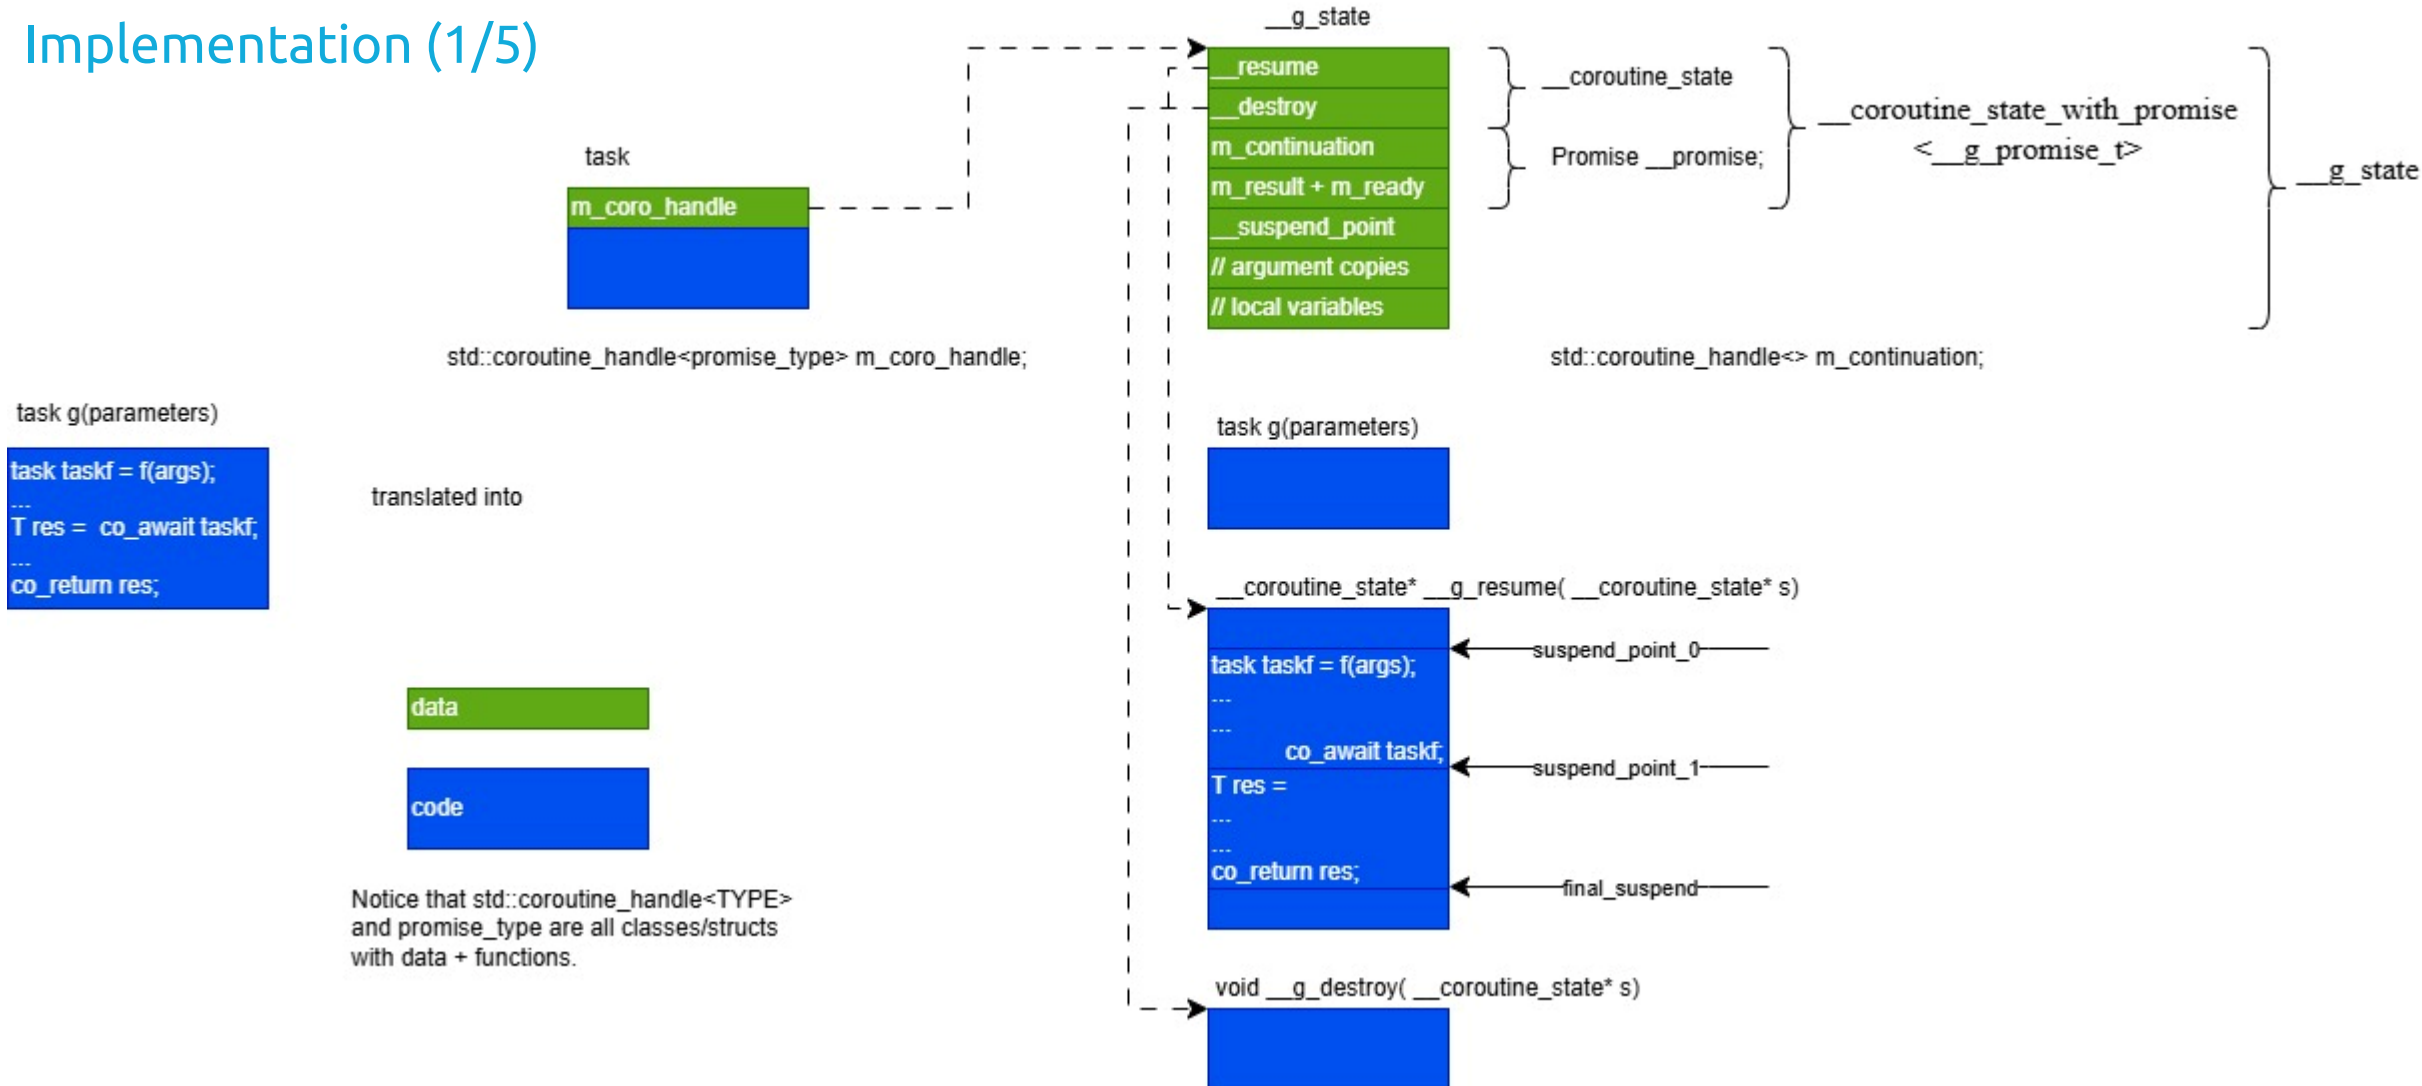 Implementation (1/5)
__g_state
__resume
__destroy
m_continuation
m_result + m_ready
__suspend_point
// argument copies
// local variables
__coroutine_state
Promise __promise;
__coroutine_state_with_promise
<__g_promise_t>
__g_state
task
m_coro_handle
std::coroutine_handle<promise_type> m_coro_handle;
std::coroutine_handle<> m_continuation;
task g(parameters)
task taskf = f(args);
...
T res =  co_await taskf;
...
co_return res;
translated into
task g(parameters)
__coroutine_state* __g_resume( __coroutine_state* s)
task taskf = f(args);
...
...
co_await taskf;
T res =
...
...
co_return res;
suspend_point_0
suspend_point_1
final_suspend
data
code
Notice that std::coroutine_handle<TYPE>
and promise_type are all classes/structs
with data + functions.
void __g_destroy( __coroutine_state* s)